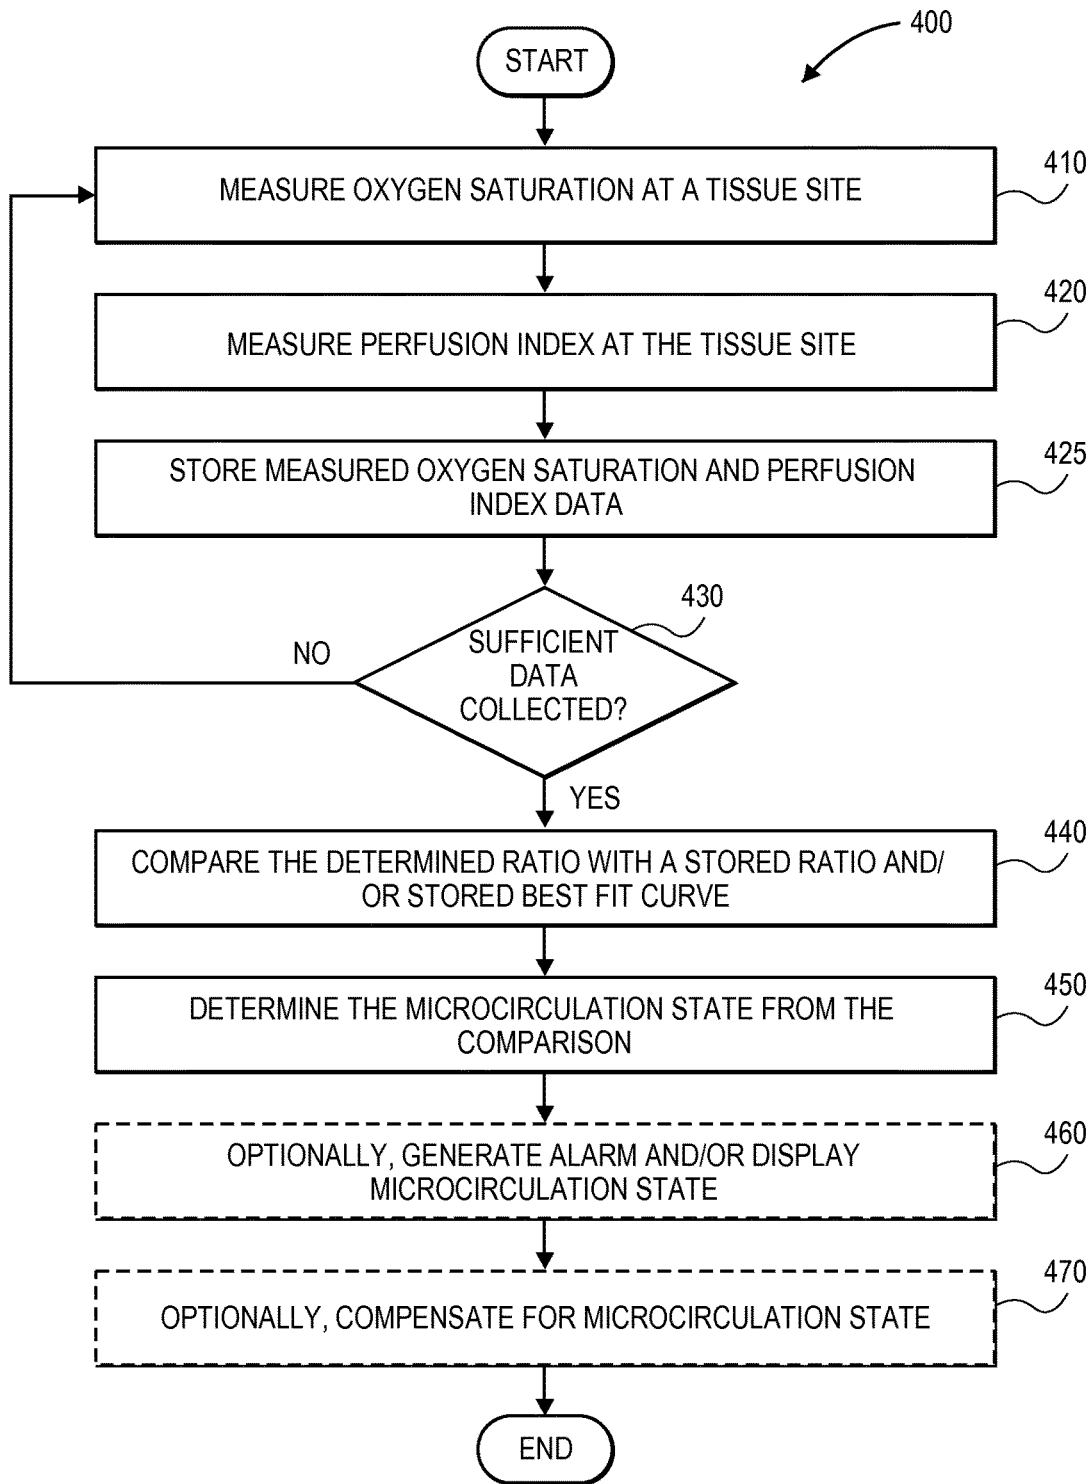 400
START
MEASURE OXYGEN SATURATION AT A TISSUE SITE
410
MEASURE PERFUSION INDEX AT THE TISSUE SITE
420
STORE MEASURED OXYGEN SATURATION AND PERFUSION
INDEX DATA
425
430
SUFFICIENT
DATA
COLLECTED?
NO
YES
COMPARE THE DETERMINED RATIO WITH A STORED RATIO AND/
OR STORED BEST FIT CURVE
440
DETERMINE THE MICROCIRCULATION STATE FROM THE
COMPARISON
450
OPTIONALLY, GENERATE ALARM AND/OR DISPLAY
MICROCIRCULATION STATE
460
OPTIONALLY, COMPENSATE FOR MICROCIRCULATION STATE
470
END